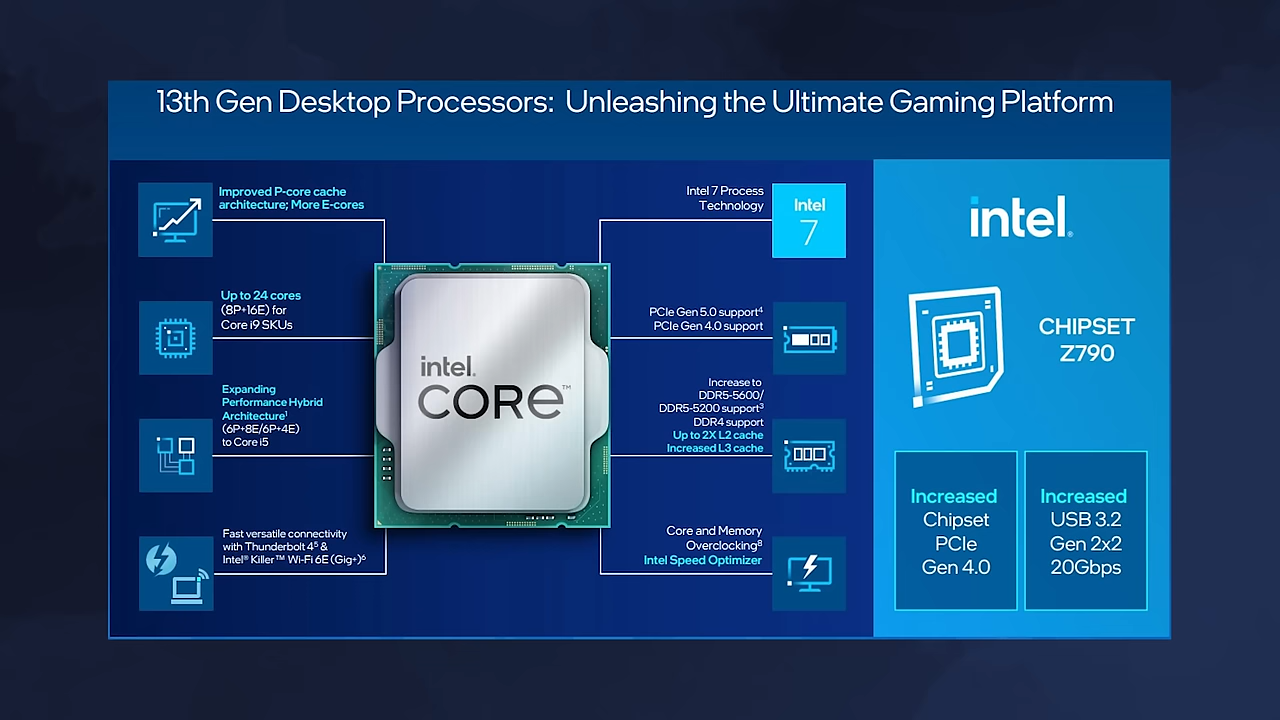 13th Gen Desktop Processors: Unleashing the Ultimate Gaming Platform
Improved P-core cache
architecture; More E-cores
Up to 24 cores
(8P+16E) for
Core i9 SKUs
Expanding
Performance Hybrid
Architecture¹
(6P+8E/6P+4E)
to Core i5
Fast versatile connectivity
with Thunderbolt 4⁵ &
Intel® Killer™ Wi-Fi 6E (Gig+)⁶
intel.
CORE™
Intel 7 Process
Technology
Intel
7
PCIe Gen 5.0 support⁴
PCIe Gen 4.0 support
Increase to
DDR5-5600/
DDR5-5200 support³
DDR4 support
Up to 2X L2 cache
Increased L3 cache
Core and Memory
Overclocking⁸
Intel Speed Optimizer
intel®
CHIPSET
Z790
Increased
Chipset
PCIe
Gen 4.0
Increased
USB 3.2
Gen 2x2
20Gbps